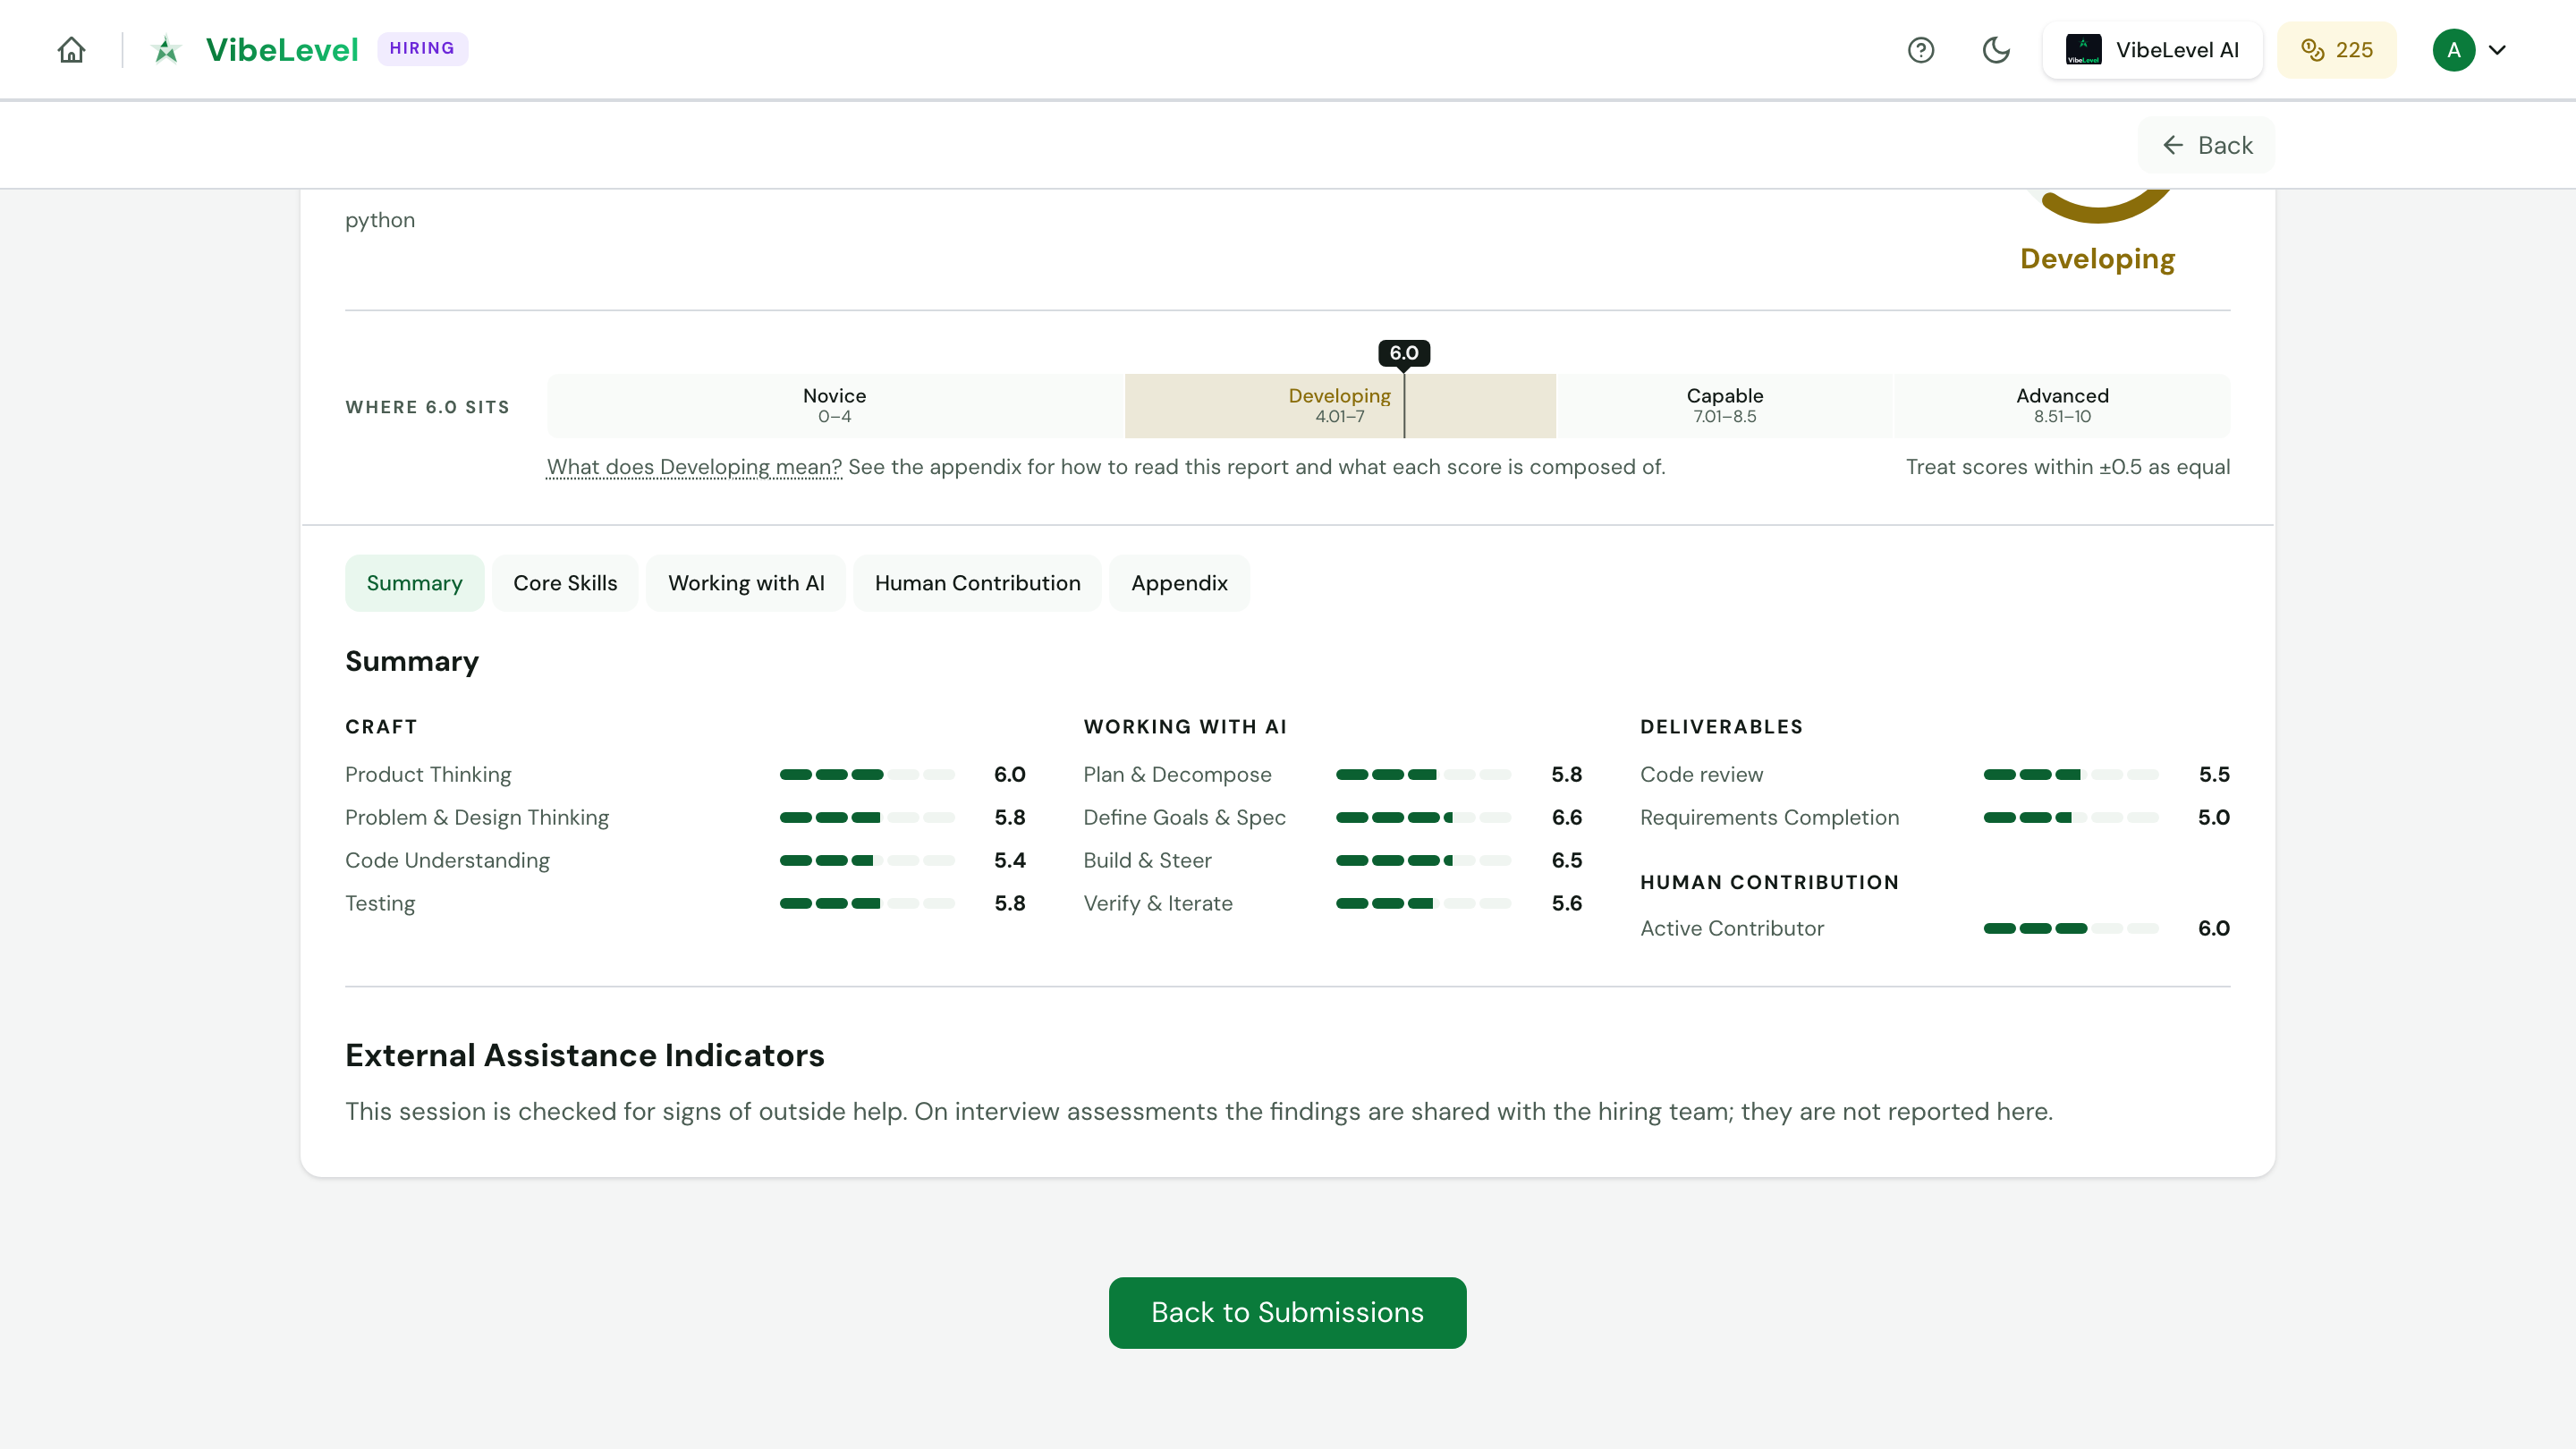 VibeLevel HIRING
VibeLevel VibeLevel AI 225 A
Back
python
Developing
6.0
WHERE 6.0 SITS
Novice
0–4
Developing
4.01–7
Capable
7.01–8.5
Advanced
8.51–10
What does Developing mean? See the appendix for how to read this report and what each score is composed of.
Treat scores within ±0.5 as equal
Summary Core Skills Working with AI Human Contribution Appendix
Summary
CRAFT
Product Thinking 6.0
Problem & Design Thinking 5.8
Code Understanding 5.4
Testing 5.8
WORKING WITH AI
Plan & Decompose 5.8
Define Goals & Spec 6.6
Build & Steer 6.5
Verify & Iterate 5.6
DELIVERABLES
Code review 5.5
Requirements Completion 5.0
HUMAN CONTRIBUTION
Active Contributor 6.0
External Assistance Indicators
This session is checked for signs of outside help. On interview assessments the findings are shared with the hiring team; they are not reported here.
Back to Submissions